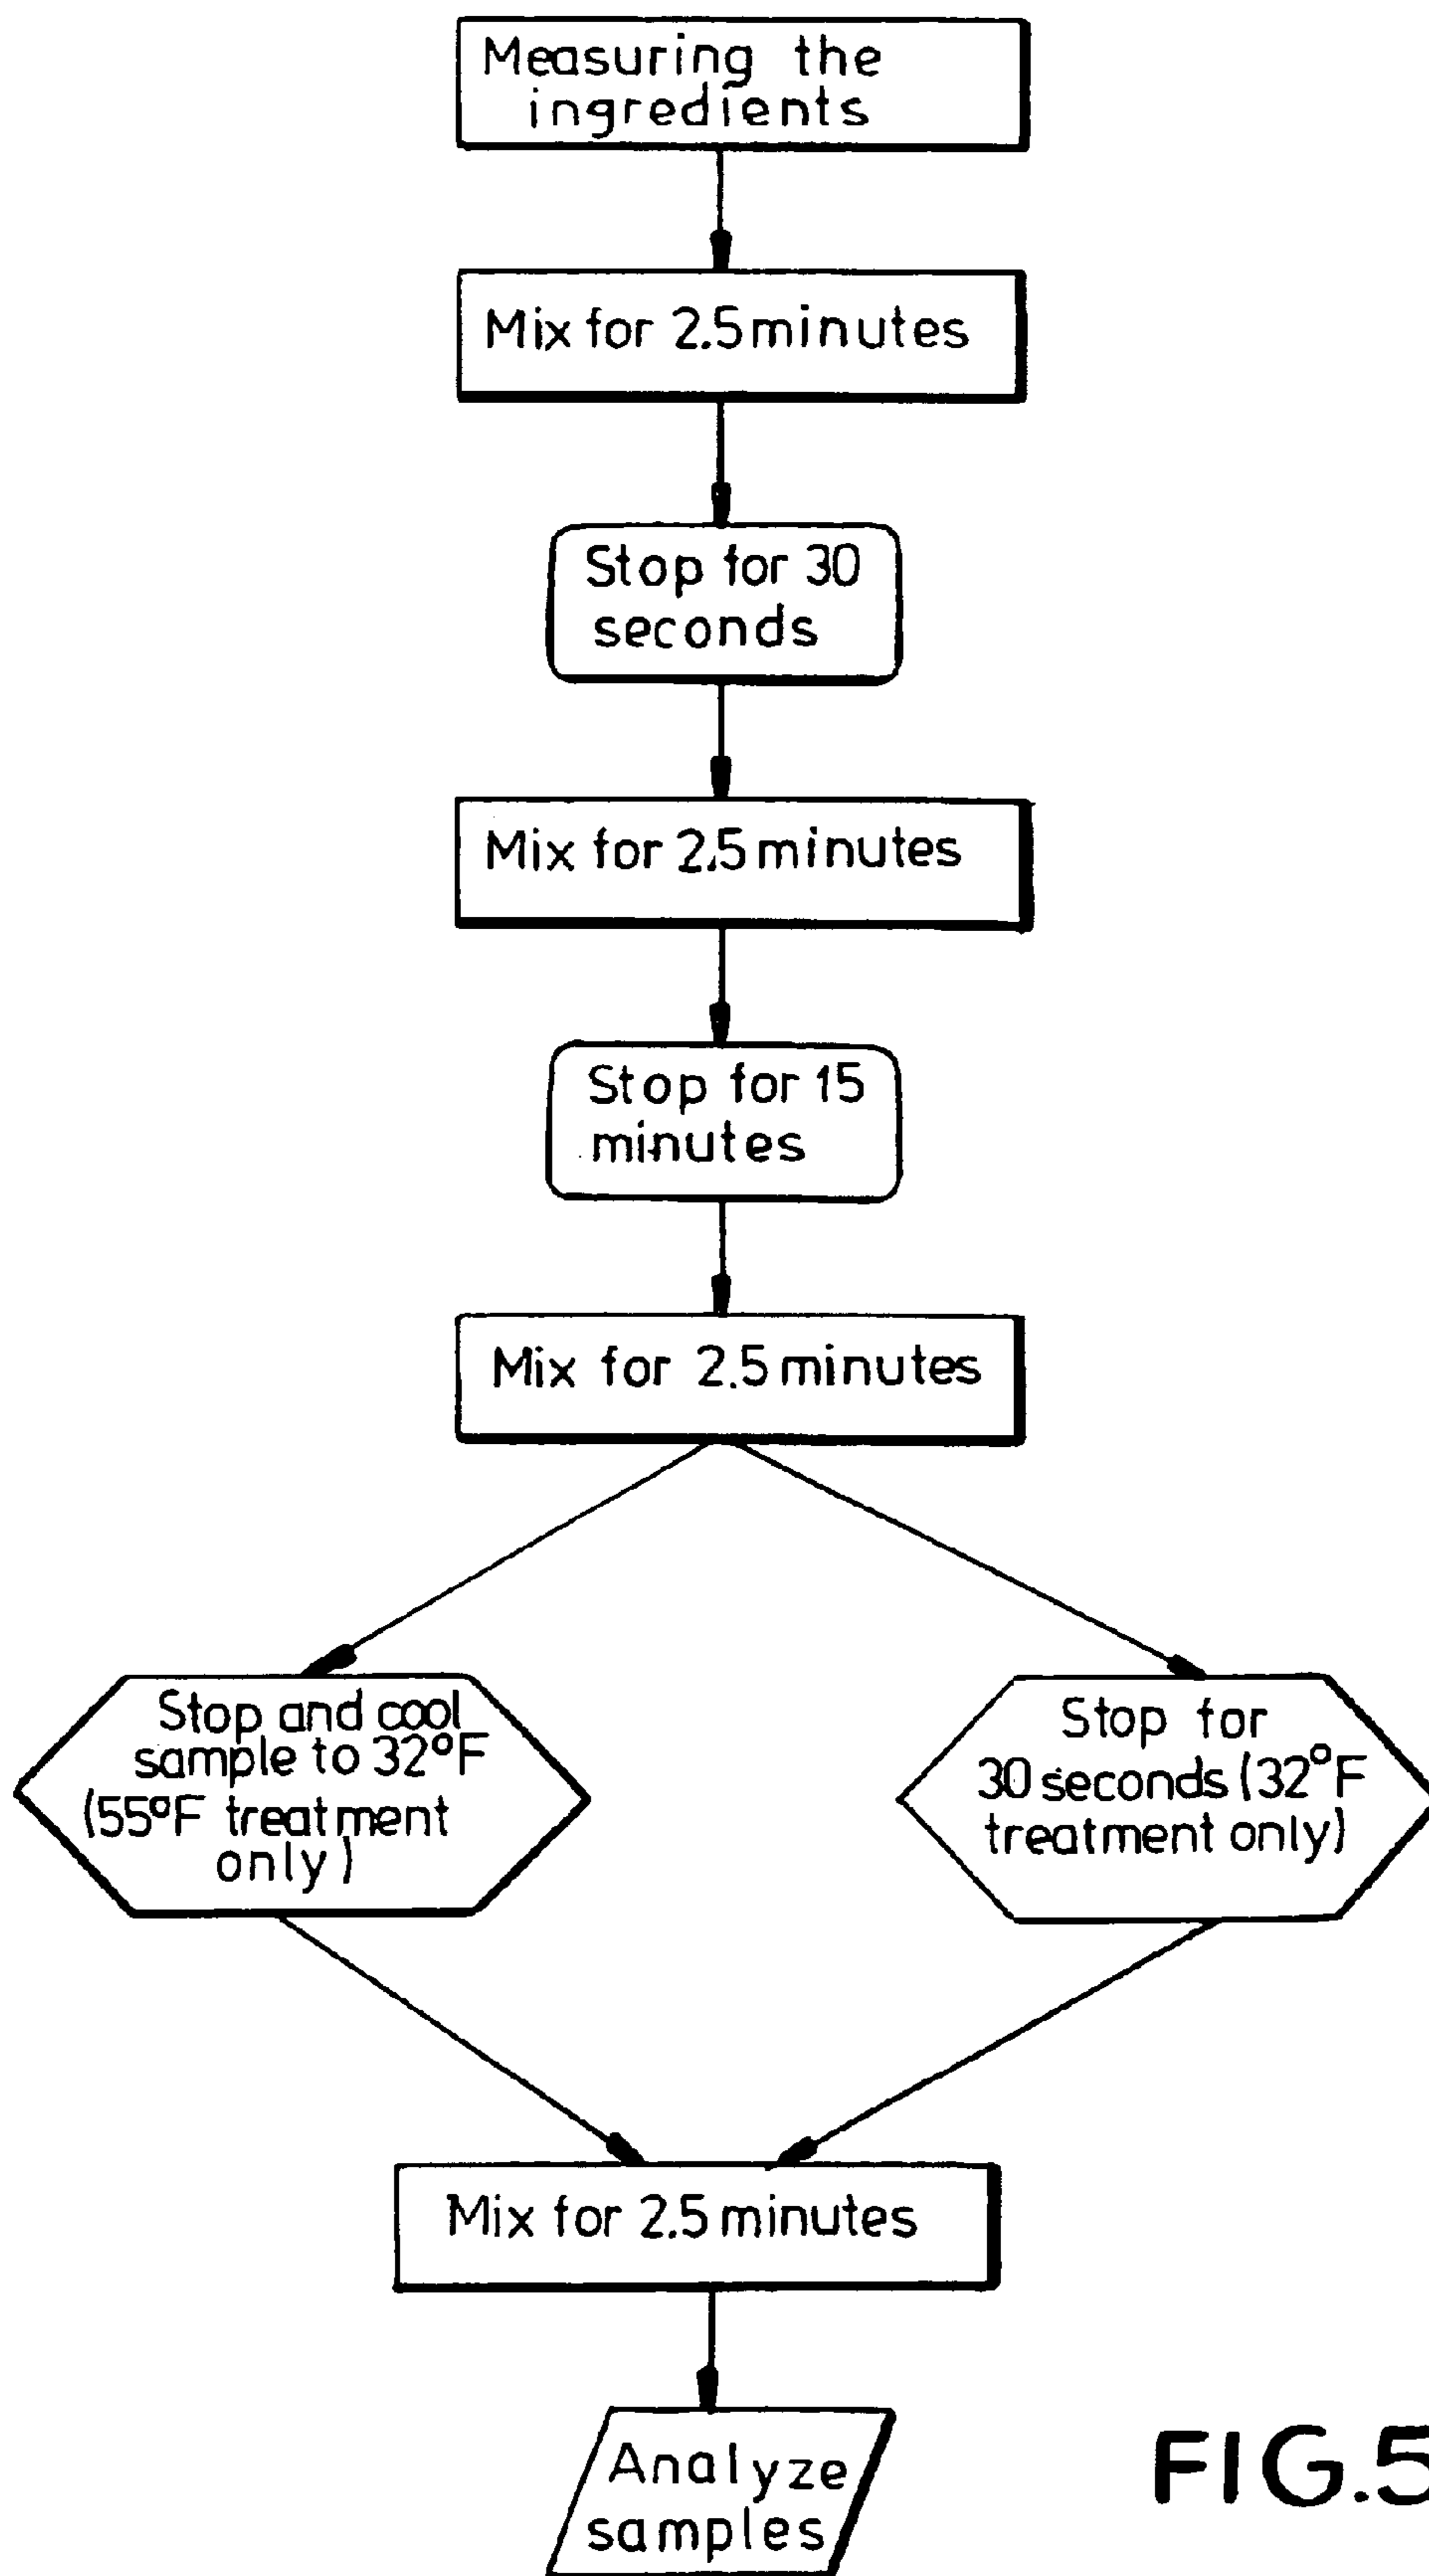 Measuring the
ingredients
Mix for 2.5 minutes
Stop for 30
seconds
Mix for 2.5 minutes
Stop for 15
minutes
Mix for 2.5 minutes
Stop and cool
sample to 32°F
(55°F treatment
only)
Stop for
30 seconds (32°F
treatment only)
Mix for 2.5 minutes
Analyze
samples
FIG.5